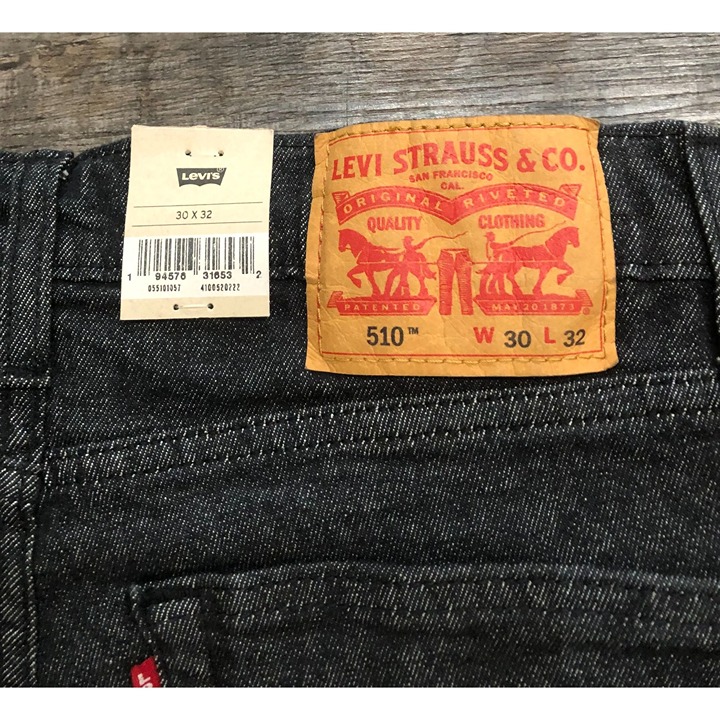 LEVI'S
30 X 32
1 94576 31653 2
055101057 4100520222
LEVI STRAUSS & CO.
SAN FRANCISCO
CAL.
ORIGINAL RIVETED
QUALITY CLOTHING
PATENTED MAY 20 1873
510™ W 30 L 32